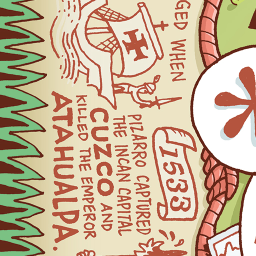 GED WHEN
1533
PIZARRO CAPTURED
THE INCAN CAPITAL
CUZCO AND
KILLED THE EMPEROR
ATAHUALPA.